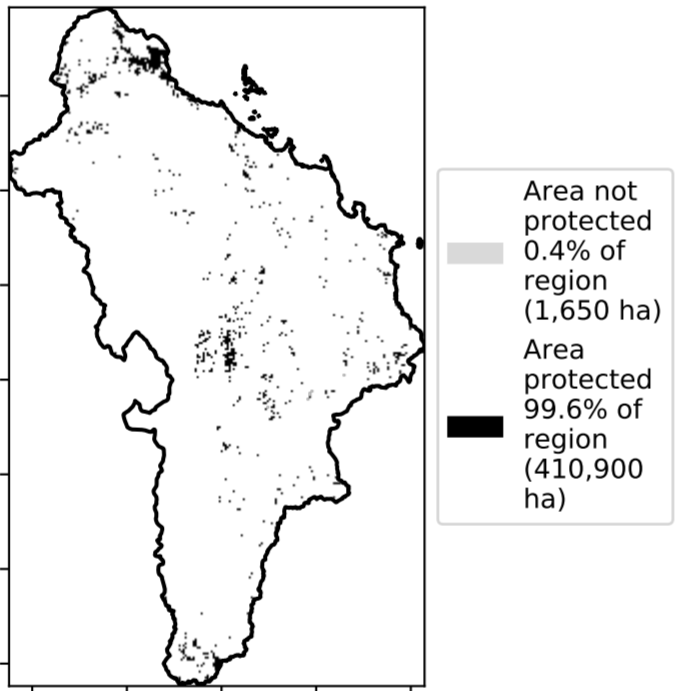 Area not
protected
0.4% of
region
(1,650 ha)
Area
protected
99.6% of
region
(410,900
ha)